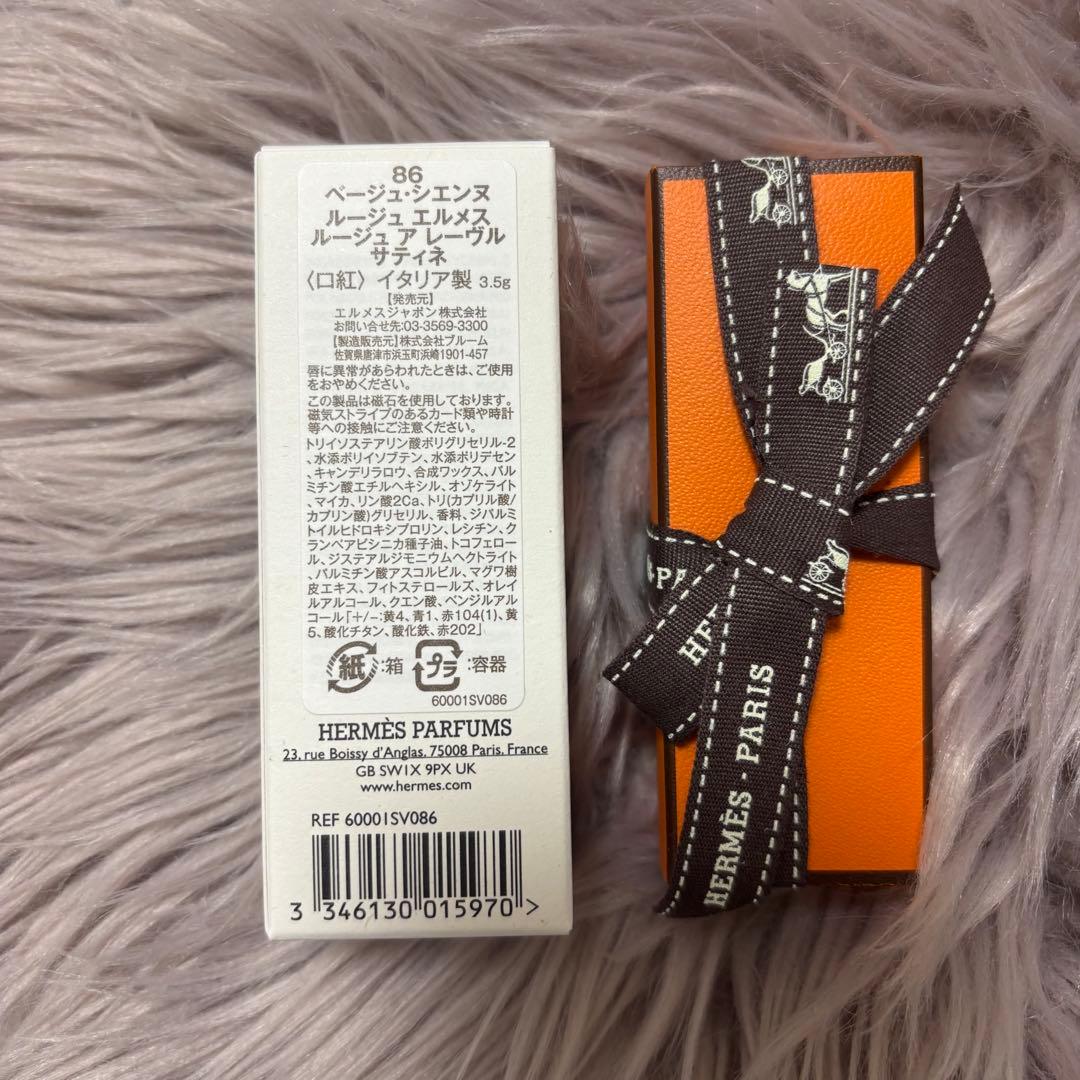 86
ベージュ・シエンヌ
ルージュ エルメス
ルージュ ア レーヴル
サティネ
〈口紅〉 イタリア製 3.5g
【発売元】
エルメスジャポン株式会社
お問い合せ先:03-3569-3300
【製造販売元】株式会社ブルーム
佐賀県唐津市浜玉町浜崎1901-457
唇に異常があらわれたときは、ご使用
をおやめください。
この製品は磁石を使用しております。
磁気ストライプのあるカード類や時計
等への接触にご注意ください。
トリイソステアリン酸ポリグリセリル-2
、水添ポリイソブテン、水添ポリデセン
、キャンデリラロウ、合成ワックス、パル
ミチン酸エチルヘキシル、オゾケライト
、マイカ、リン酸2Ca、トリ(カプリル酸/
カプリン酸)グリセリル、香料、ジパルミ
トイルヒドロキシプロリン、レシチン、ク
ランベアビシニカ種子油、トコフェロー
ル、ジステアルジモニウムヘクトライト
、パルミチン酸アスコルビル、マグワ樹
皮エキス、フィトステロールズ、オレイ
ルアルコール、クエン酸、ベンジルアル
コール「+/-:黄4、青1、赤104(1)、黄
5、酸化チタン、酸化鉄、赤202」
紙 :箱 プラ :容器
60001SV086
HERMÈS PARFUMS
23, rue Boissy d'Anglas, 75008 Paris, France
GB SW1X 9PX UK
www.hermes.com
REF 60001SV086
3 346130 015970 >
HERMÈS · PARIS